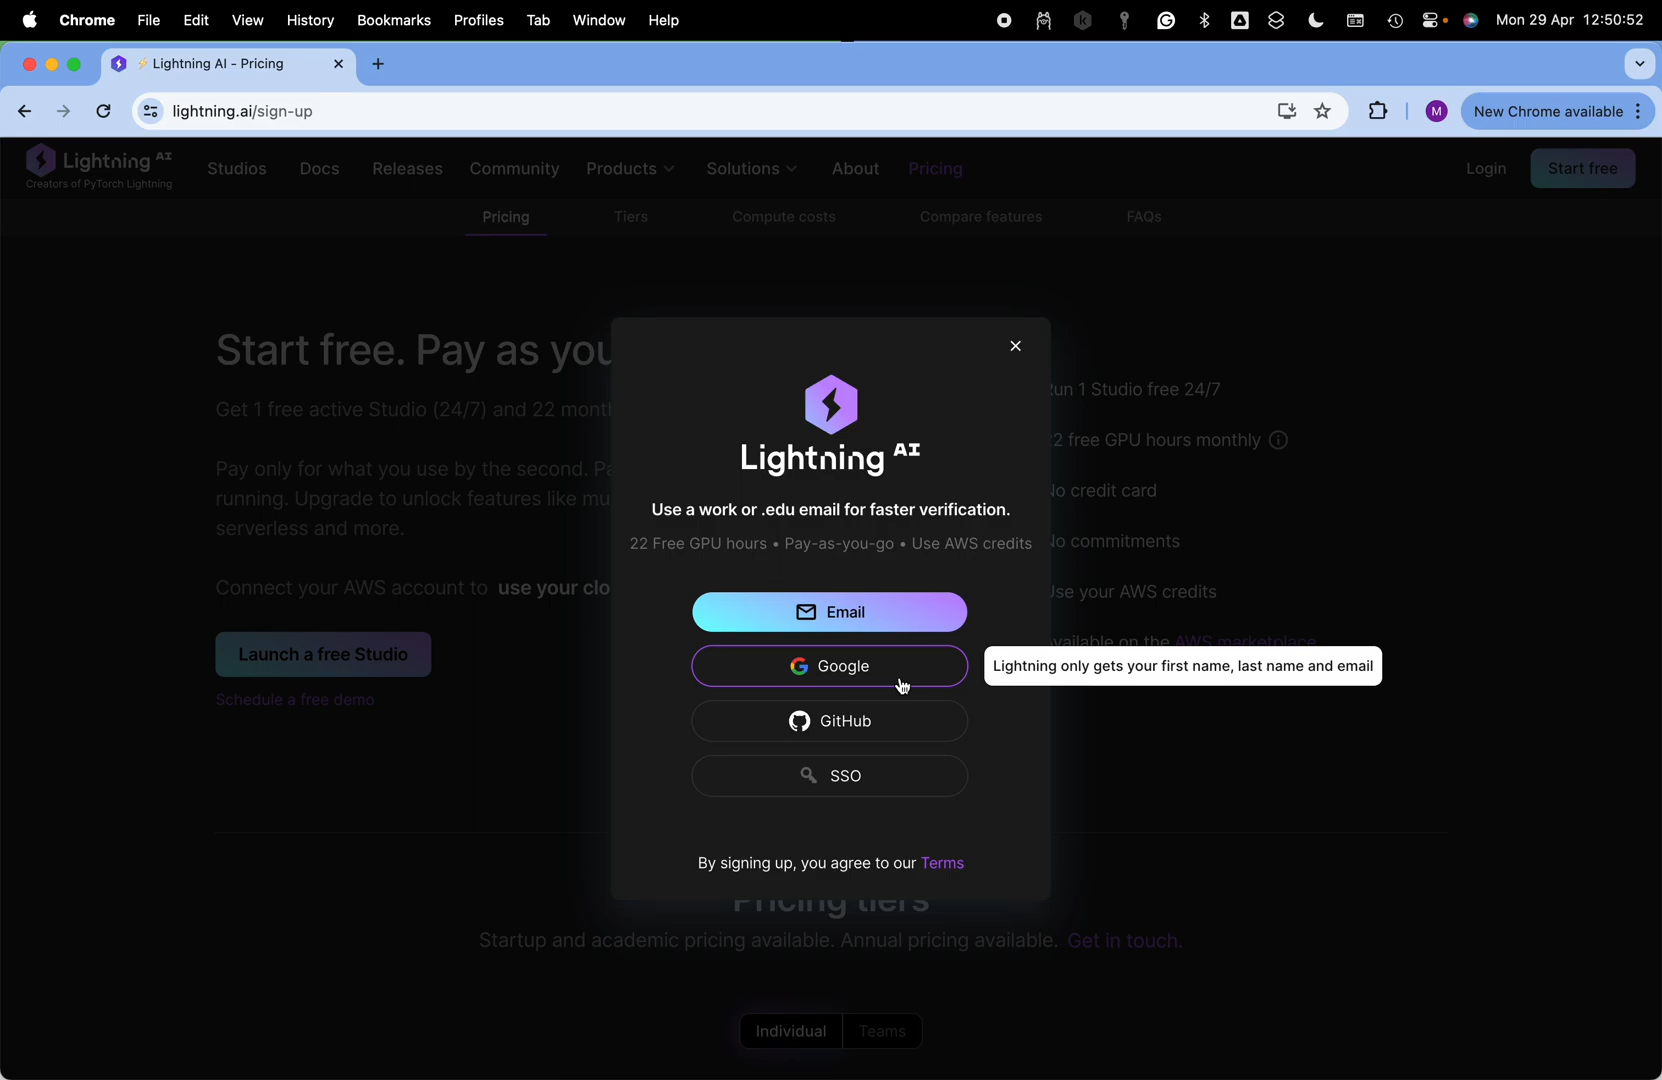 Chrome File Edit View History Bookmarks Profiles Tab Window Help Mon 29 Apr 12:50:52
⚡ Lightning AI - Pricing
lightning.ai/sign-up
M
New Chrome available
Lightning AI
Creators of PyTorch Lightning
Studios Docs Releases Community Products Solutions About Pricing Login Start free
Pricing Tiers Compute costs Compare features FAQs
Start free. Pay as you
Get 1 free active Studio (24/7) and 22
Pay only for what you use by the second.
running. Upgrade to unlock features like
serverless and more.
Connect your AWS account to use your
Launch a free Studio
Schedule a free demo
Lightning AI
Use a work or .edu email for faster verification.
22 Free GPU hours • Pay-as-you-go • Use AWS credits
Email
Google
GitHub
SSO
By signing up, you agree to our Terms
Lightning only gets your first name, last name and email
1 Studio free 24/7
free GPU hours monthly
credit card
commitments
your AWS credits
on the AWS marketplace
Pricing tiers
Startup and academic pricing available. Annual pricing available. Get in touch.
Individual Teams